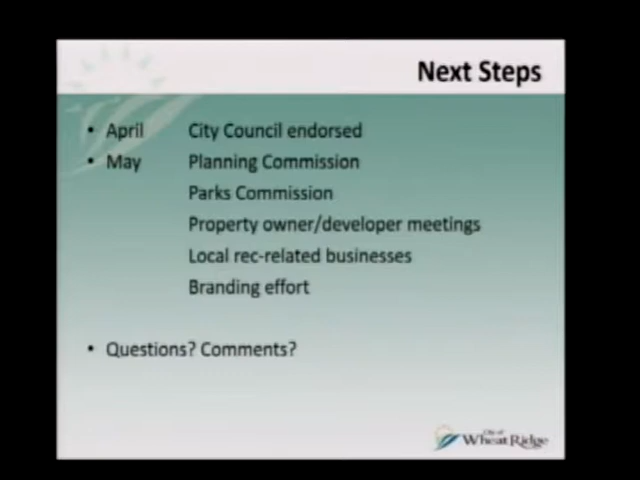 Next Steps
• April City Council endorsed
• May Planning Commission
Parks Commission
Property owner/developer meetings
Local rec-related businesses
Branding effort
• Questions? Comments?
City of
Wheat Ridge